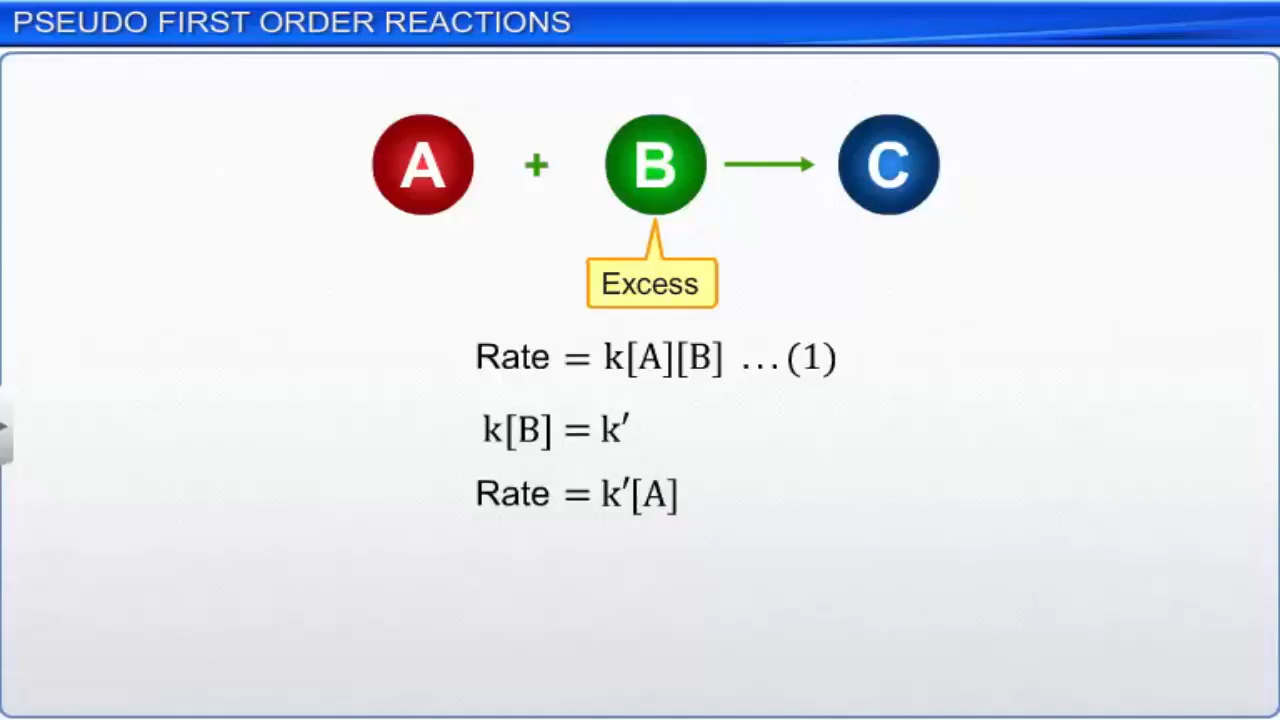 PSEUDO FIRST ORDER REACTIONS
A + B → C
Excess
Rate = k[A][B] ...(1)
k[B] = k′
Rate = k′[A]